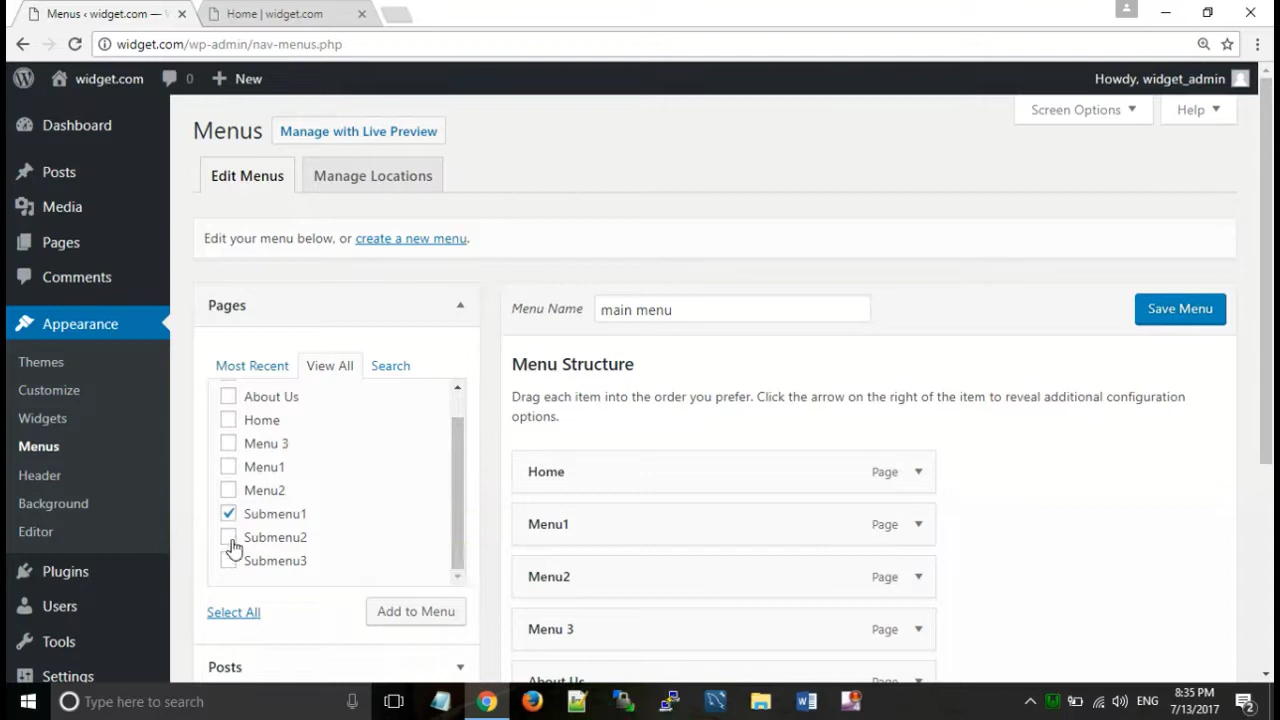 Menus ‹ widget.com — W
Home | widget.com
widget.com/wp-admin/nav-menus.php
widget.com 0 New Howdy, widget_admin
Screen Options Help
Dashboard
Posts
Media
Pages
Comments
Appearance
Themes
Customize
Widgets
Menus
Header
Background
Editor
Plugins
Users
Tools
Settings
Menus Manage with Live Preview
Edit Menus Manage Locations
Edit your menu below, or create a new menu.
Pages
Most Recent View All Search
About Us
Home
Menu 3
Menu1
Menu2
Submenu1
Submenu2
Submenu3
Select All Add to Menu
Posts
Menu Name main menu Save Menu
Menu Structure
Drag each item into the order you prefer. Click the arrow on the right of the item to reveal additional configuration
options.
Home Page
Menu1 Page
Menu2 Page
Menu 3 Page
About Us
Type here to search
ENG
8:35 PM
7/13/2017
2